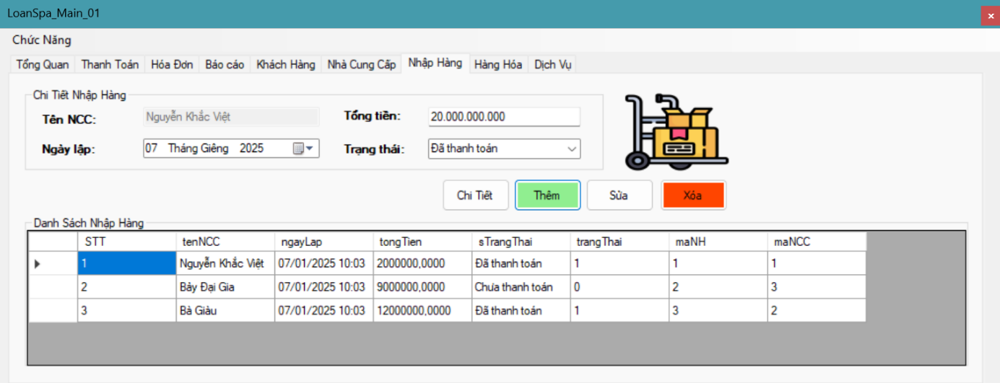 LoanSpa_Main_01
Chức Năng
Tổng Quan Thanh Toán Hóa Đơn Báo cáo Khách Hàng Nhà Cung Cấp Nhập Hàng Hàng Hóa Dịch Vụ
Chi Tiết Nhập Hàng
Tên NCC: Nguyễn Khắc Việt Tổng tiền: 20.000.000.000
Ngày lập: 07 Tháng Giêng 2025 Trạng thái: Đã thanh toán
Chi Tiết Thêm Sửa Xóa
Danh Sách Nhập Hàng
STT tenNCC ngayLap tongTien sTrangThai trangThai maNH maNCC
1 Nguyễn Khắc Việt 07/01/2025 10:03 2000000,0000 Đã thanh toán 1 1 1
2 Bảy Đại Gia 07/01/2025 10:03 9000000,0000 Chưa thanh toán 0 2 3
3 Bà Giàu 07/01/2025 10:03 12000000,0000 Đã thanh toán 1 3 2